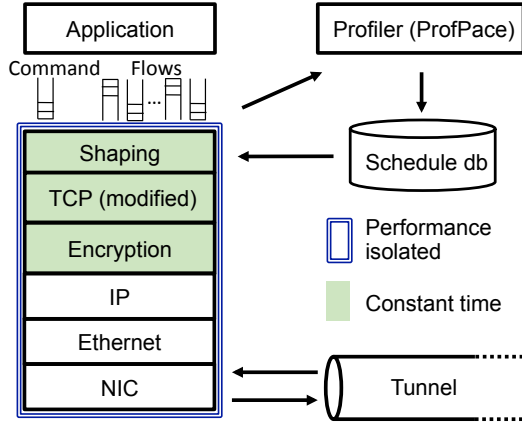 Application
Profiler (ProfPace)
Command Flows
...
Shaping
Schedule db
TCP (modified)
Encryption
Performance
isolated
IP
Constant time
Ethernet
NIC
Tunnel